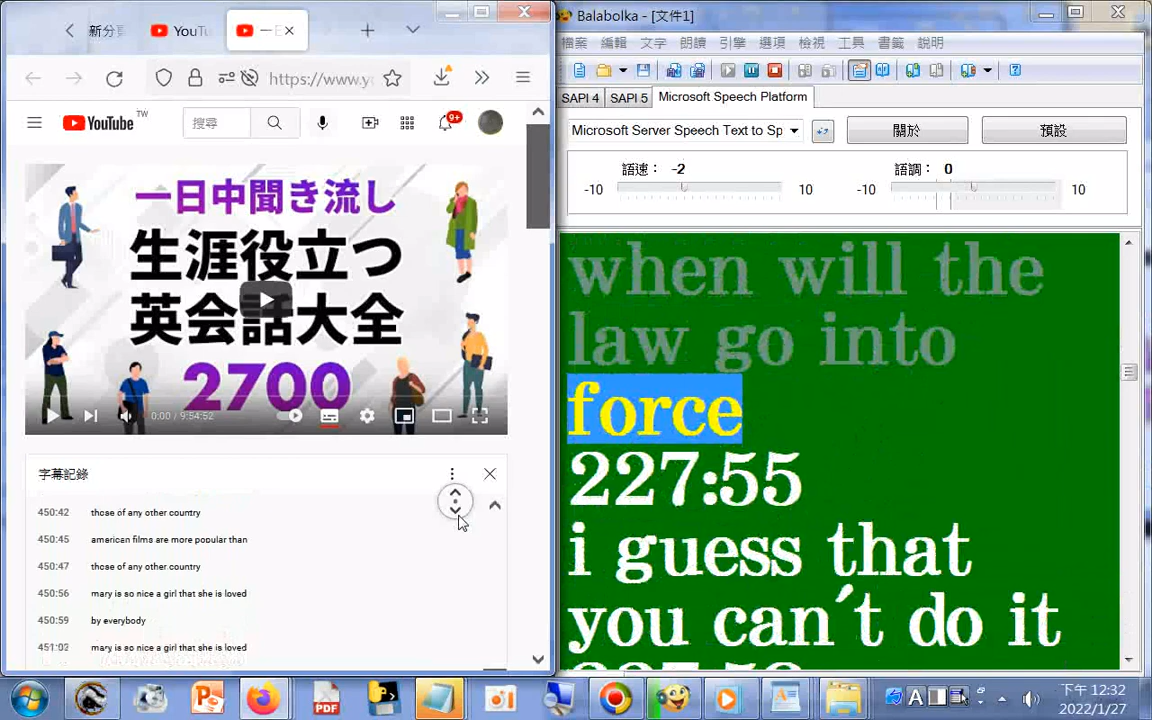 新分
YouTu
一E
https://www.y
YouTube
TW
搜尋
9+
一日中聞き流し
生涯役立つ
英会話大全
2700
0:00 / 9:54:52
字幕記錄
450:42 those of any other country
450:45 american films are more popular than
450:47 those of any other country
450:56 mary is so nice a girl that she is loved
450:59 by everybody
451:02 mary is so nice a girl that she is loved
Balabolka - [文件1]
檔案 編輯 文字 朗讀 引擎 選項 檢視 工具 書籤 說明
SAPI 4 SAPI 5 Microsoft Speech Platform
Microsoft Server Speech Text to Sp
關於
預設
語速： -2
語調： 0
-10 10 -10 10
when will the
law go into
force
227:55
i guess that
you can't do it
PDF
A
下午 12:32
2022/1/27